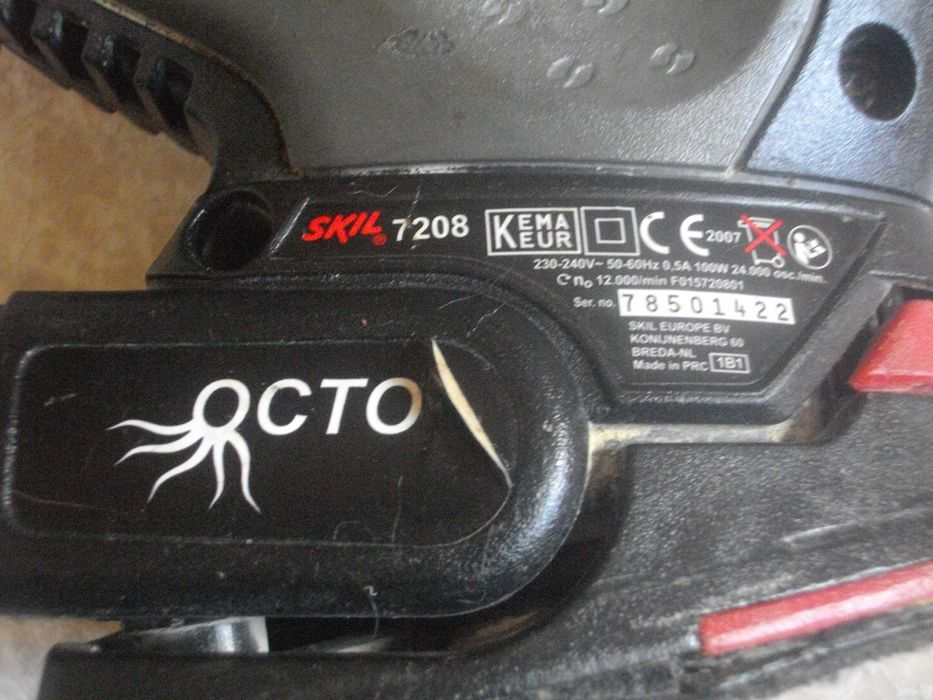 SKIL® 7208 KEMA EUR CE 2007
230-240V~ 50-60Hz 0,5A 100W 24.000 osc./min.
n₀ 12.000/min F015720801
Ser. no. 78501422
SKIL EUROPE BV
KONIJNENBERG 60
BREDA-NL
Made in PRC 1B1
OCTO